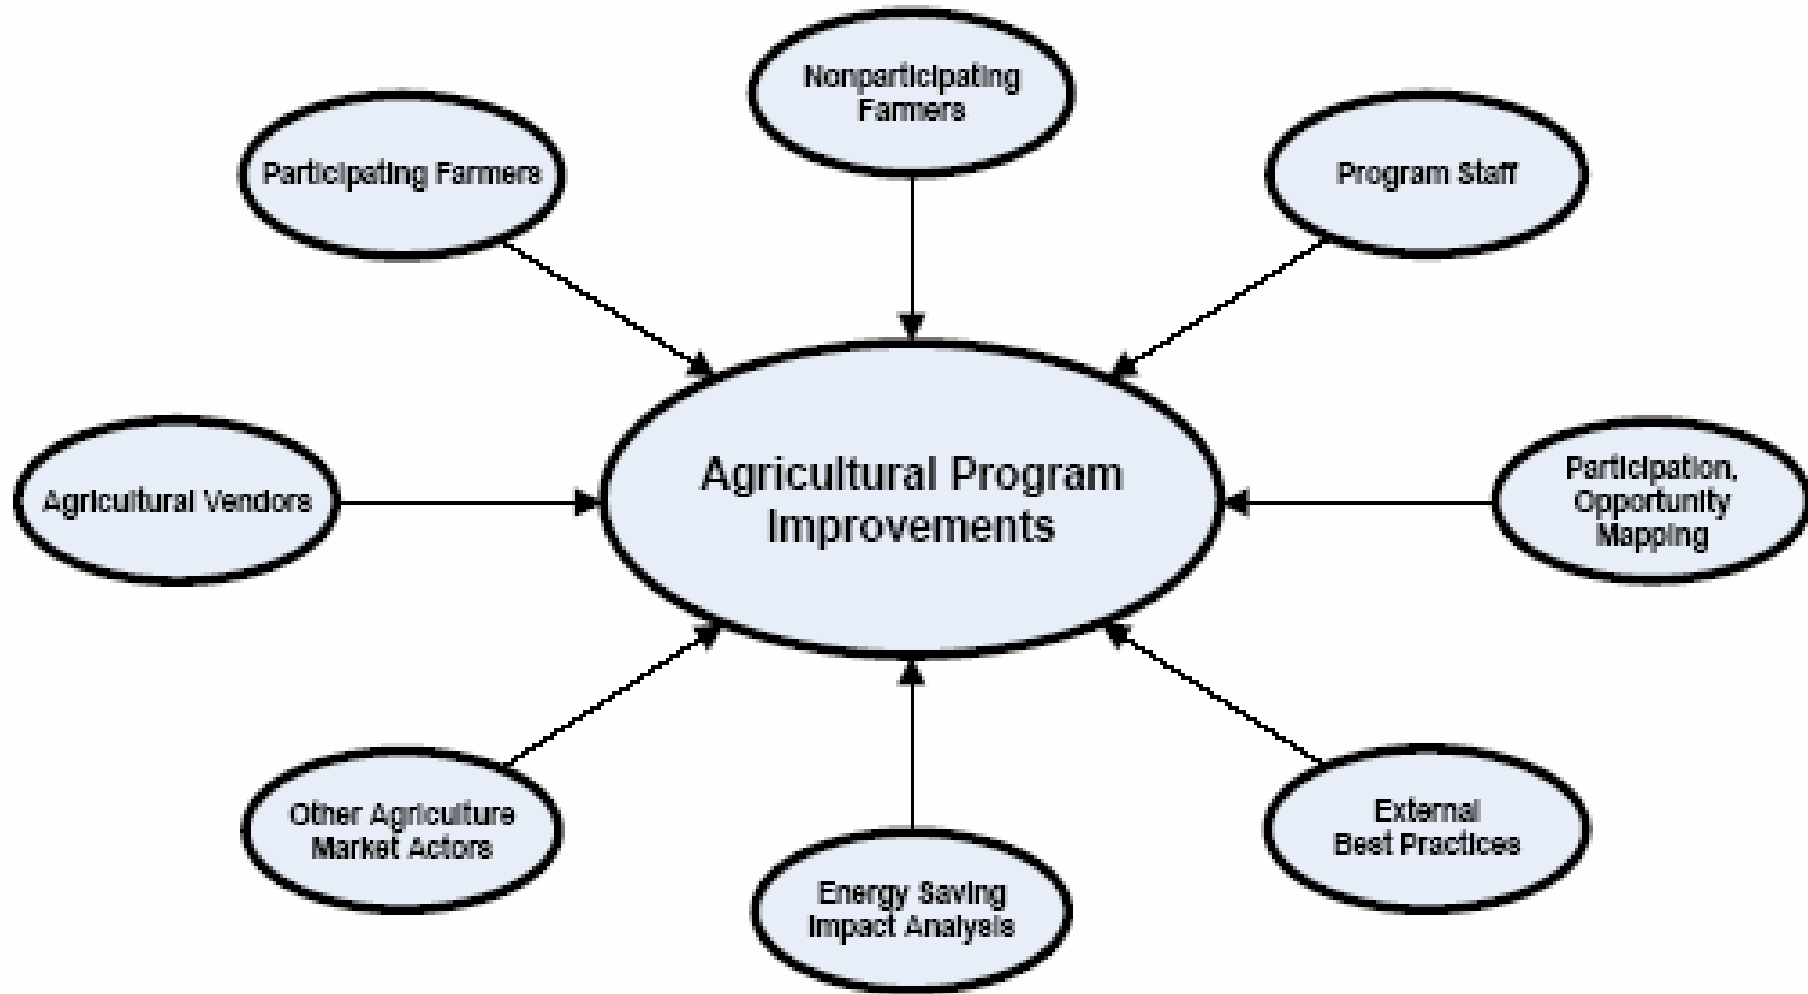 Nonparticipating
Farmers
Participating Farmers
Program Staff
Agricultural Program
Improvements
Agricultural Vendors
Participation,
Opportunity
Mapping
Other Agriculture
Market Actors
External
Best Practices
Energy Saving
Impact Analysis